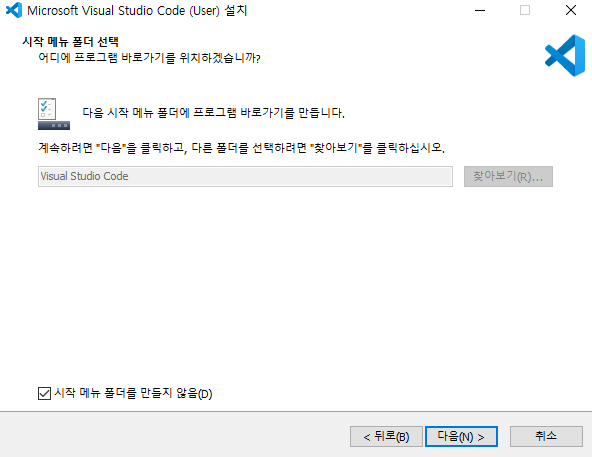 Microsoft Visual Studio Code (User) 설치
시작 메뉴 폴더 선택
어디에 프로그램 바로가기를 위치하겠습니까?
다음 시작 메뉴 폴더에 프로그램 바로가기를 만듭니다.
계속하려면 "다음"을 클릭하고, 다른 폴더를 선택하려면 "찾아보기"를 클릭하십시오.
Visual Studio Code 찾아보기(R)...
시작 메뉴 폴더를 만들지 않음(D)
< 뒤로(B) 다음(N) > 취소